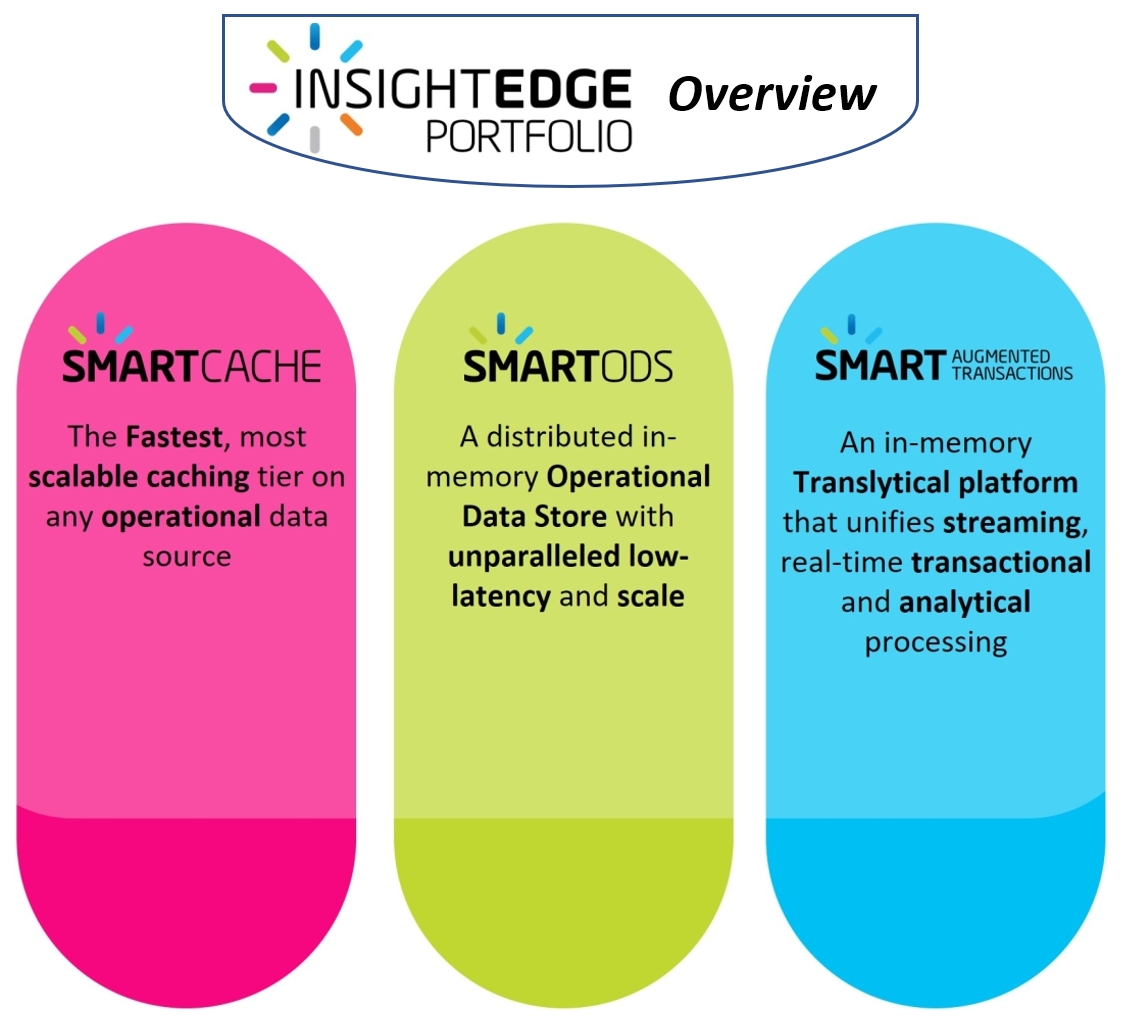 INSIGHTEDGE
PORTFOLIO
Overview
SMARTCACHE
The Fastest, most
scalable caching tier on
any operational data
source
SMARTODS
A distributed in-
memory Operational
Data Store with
unparalleled low-
latency and scale
SMART AUGMENTED
TRANSACTIONS
An in-memory
Translytical platform
that unifies streaming,
real-time transactional
and analytical
processing